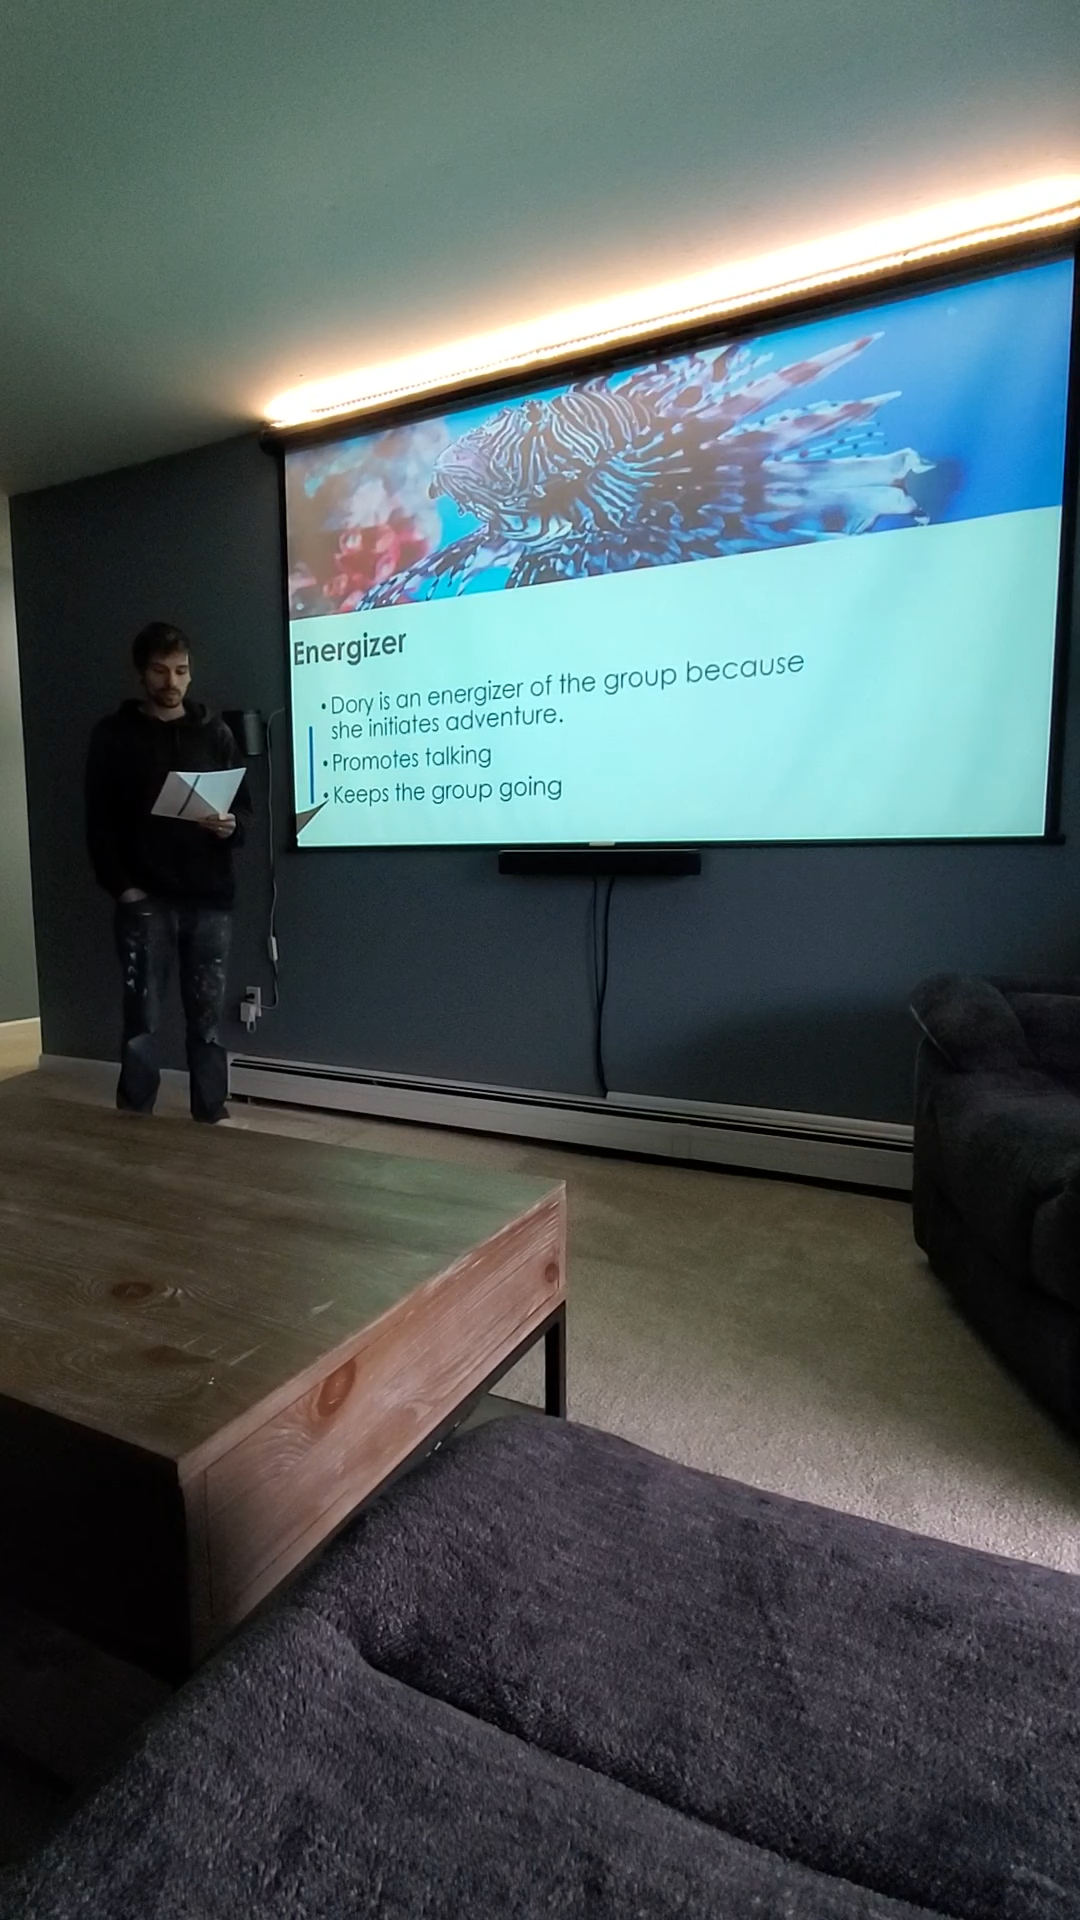 Energizer
• Dory is an energizer of the group because
she initiates adventure.
• Promotes talking
• Keeps the group going